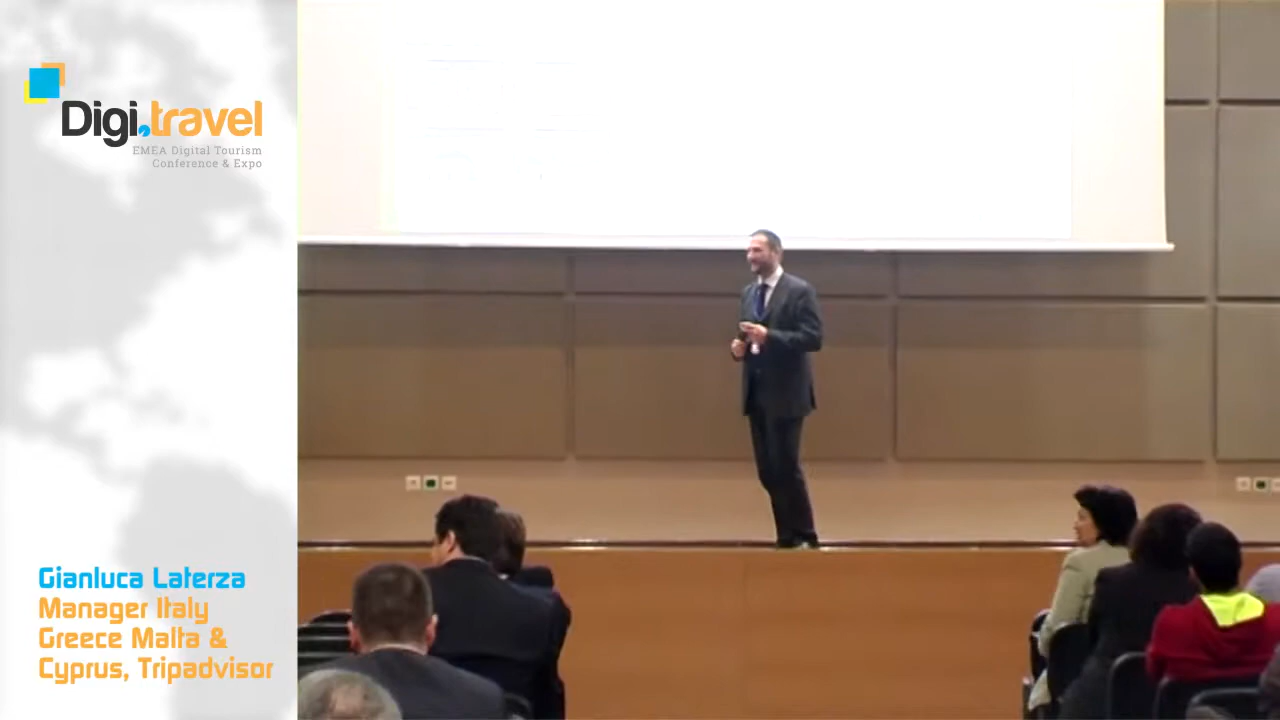 Digi.travel
EMEA Digital Tourism
Conference & Expo
Gianluca Laterza
Manager Italy
Greece Malta &
Cyprus, Tripadvisor